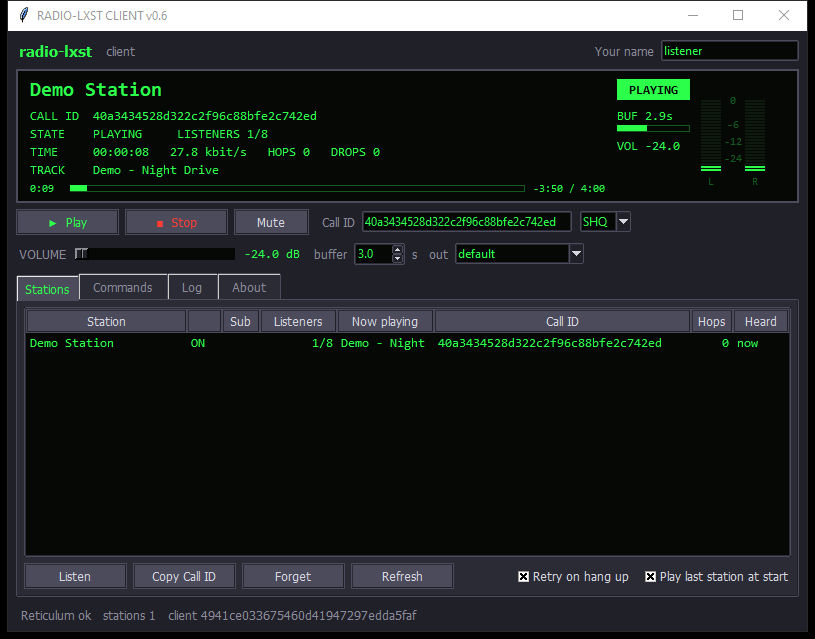 RADIO-LXST CLIENT v0.6
radio-lxst client Your name listener
Demo Station PLAYING
CALL ID 40a3434528d322c2f96c88bfe2c742ed BUF 2.9s
STATE PLAYING LISTENERS 1/8
TIME 00:00:08 27.8 kbit/s HOPS 0 DROPS 0 VOL -24.0
TRACK Demo - Night Drive
0:09 -3:50 / 4:00
0
-6
-12
-24
L R
► Play ■ Stop Mute Call ID 40a3434528d322c2f96c88bfe2c742ed SHQ
VOLUME -24.0 dB buffer 3.0 s out default
Stations Commands Log About
Station Sub Listeners Now playing Call ID Hops Heard
Demo Station ON 1/8 Demo - Night 40a3434528d322c2f96c88bfe2c742ed 0 now
Listen Copy Call ID Forget Refresh Retry on hang up Play last station at start
Reticulum ok stations 1 client 4941ce033675460d41947297edda5faf